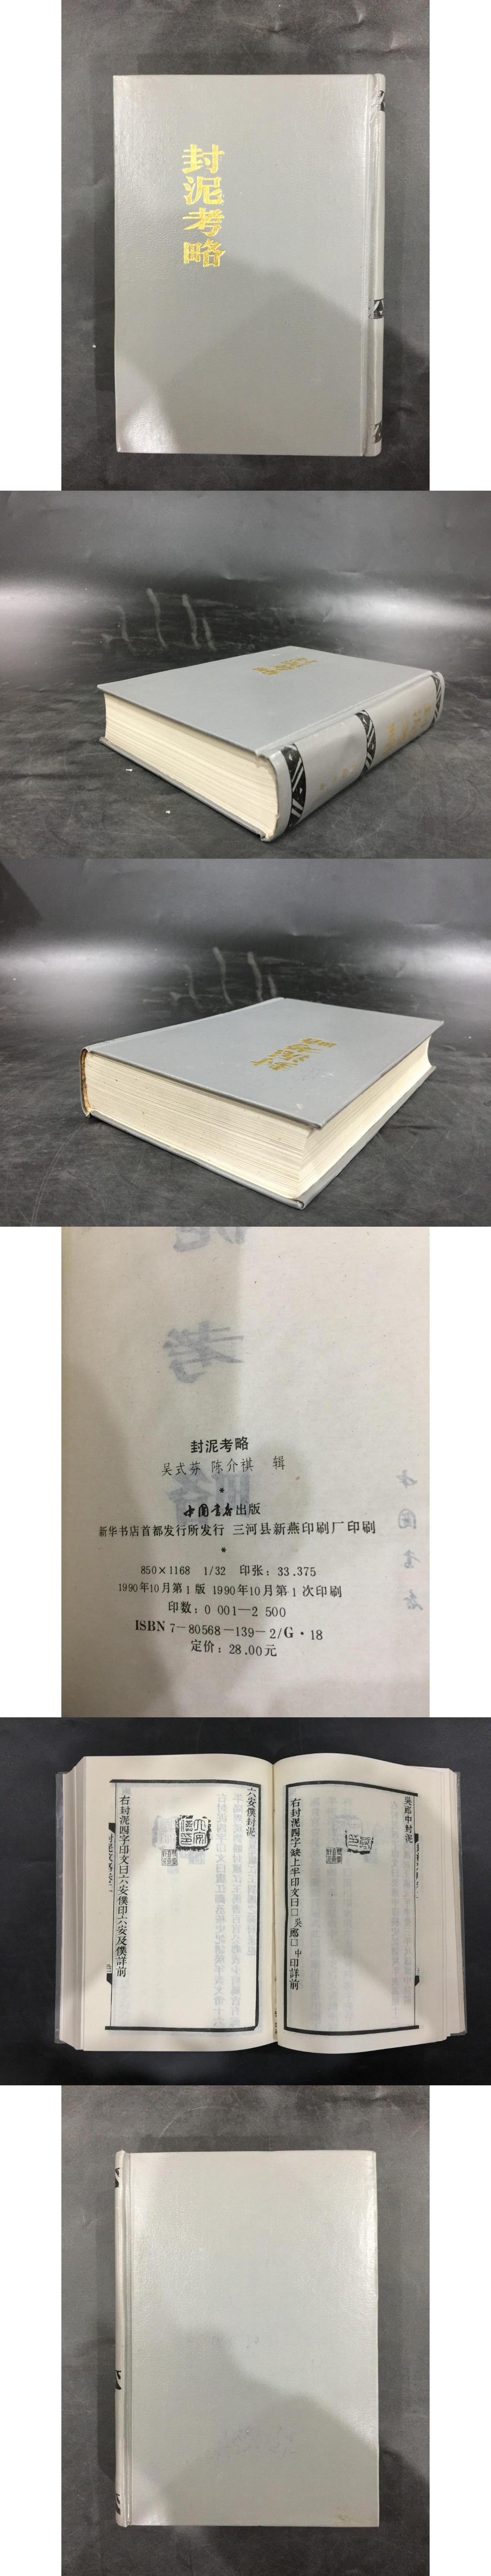 封泥考略
封泥考略
吴式芬 陈介祺 辑
*
中国书店出版
新华书店首都发行所发行 三河县新燕印刷厂印刷
*
850×1168 1/32 印张：33.375
1990年10月第1版 1990年10月第1次印刷
印数：0 001—2 500
ISBN 7—80568—139—2/G·18
定价：28.00元
吳郎中封泥
右封泥四字缺上半印文曰□吳郎□中印詳前
六安僕封泥
右封泥四字印文曰六安僕印六安及僕詳前